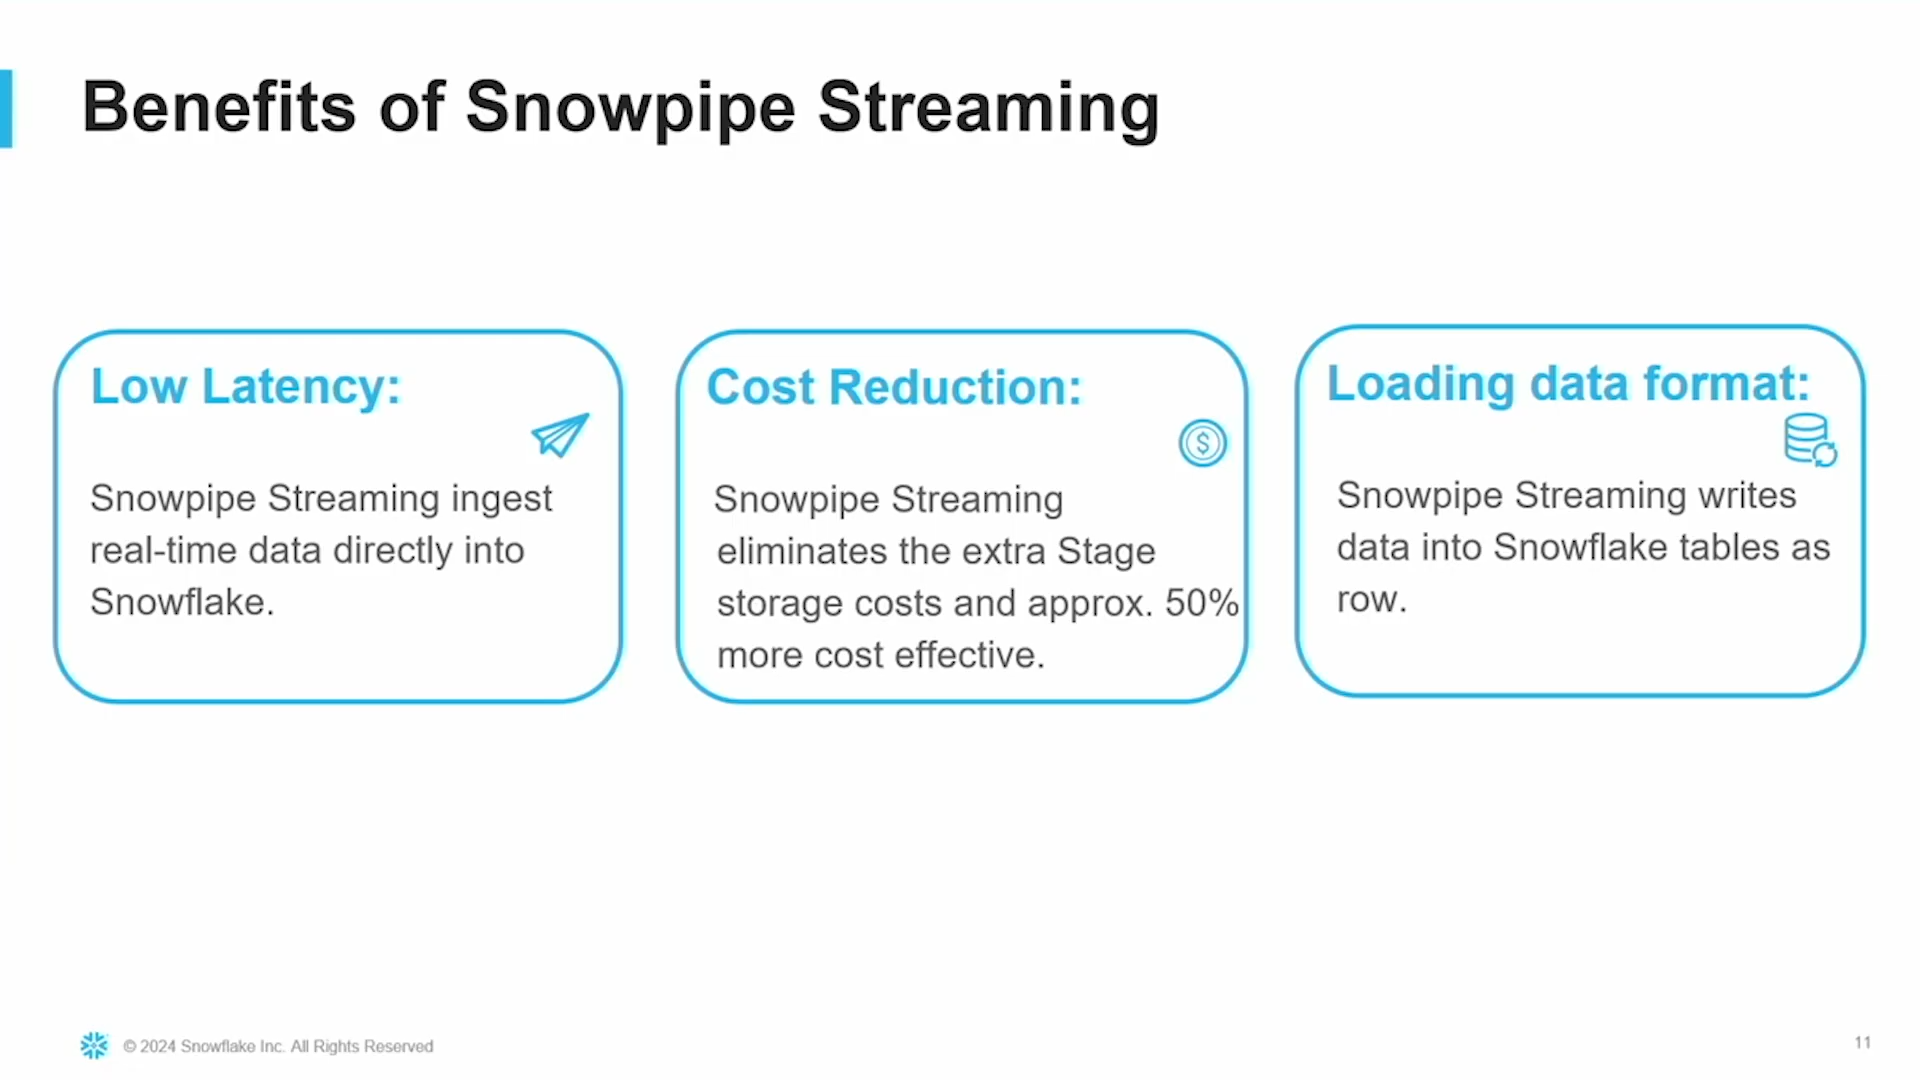 Benefits of Snowpipe Streaming
Low Latency:
Snowpipe Streaming ingest
real-time data directly into
Snowflake.
Cost Reduction:
$
Snowpipe Streaming
eliminates the extra Stage
storage costs and approx. 50%
more cost effective.
Loading data format:
Snowpipe Streaming writes
data into Snowflake tables as
row.
© 2024 Snowflake Inc. All Rights Reserved
11